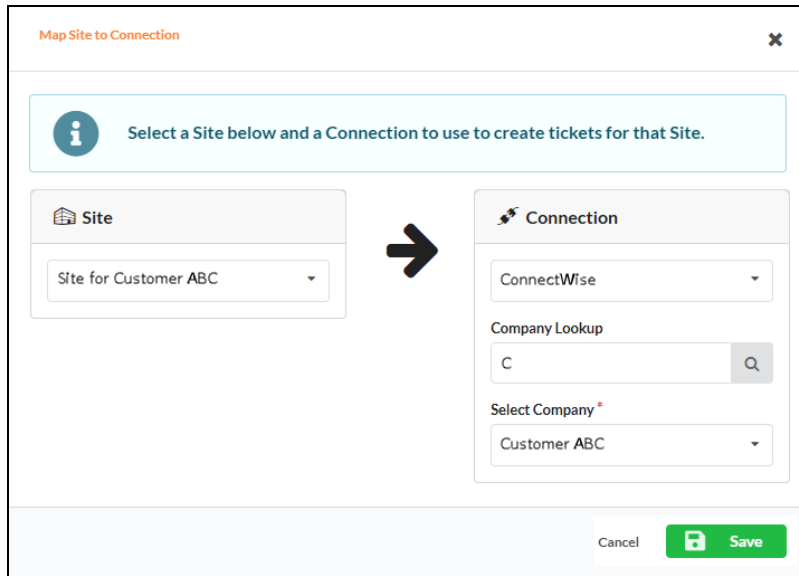 Map Site to Connection
Select a Site below and a Connection to use to create tickets for that Site.
Site
Site for Customer ABC
Connection
ConnectWise
Company Lookup
C
Select Company*
Customer ABC
Cancel
Save